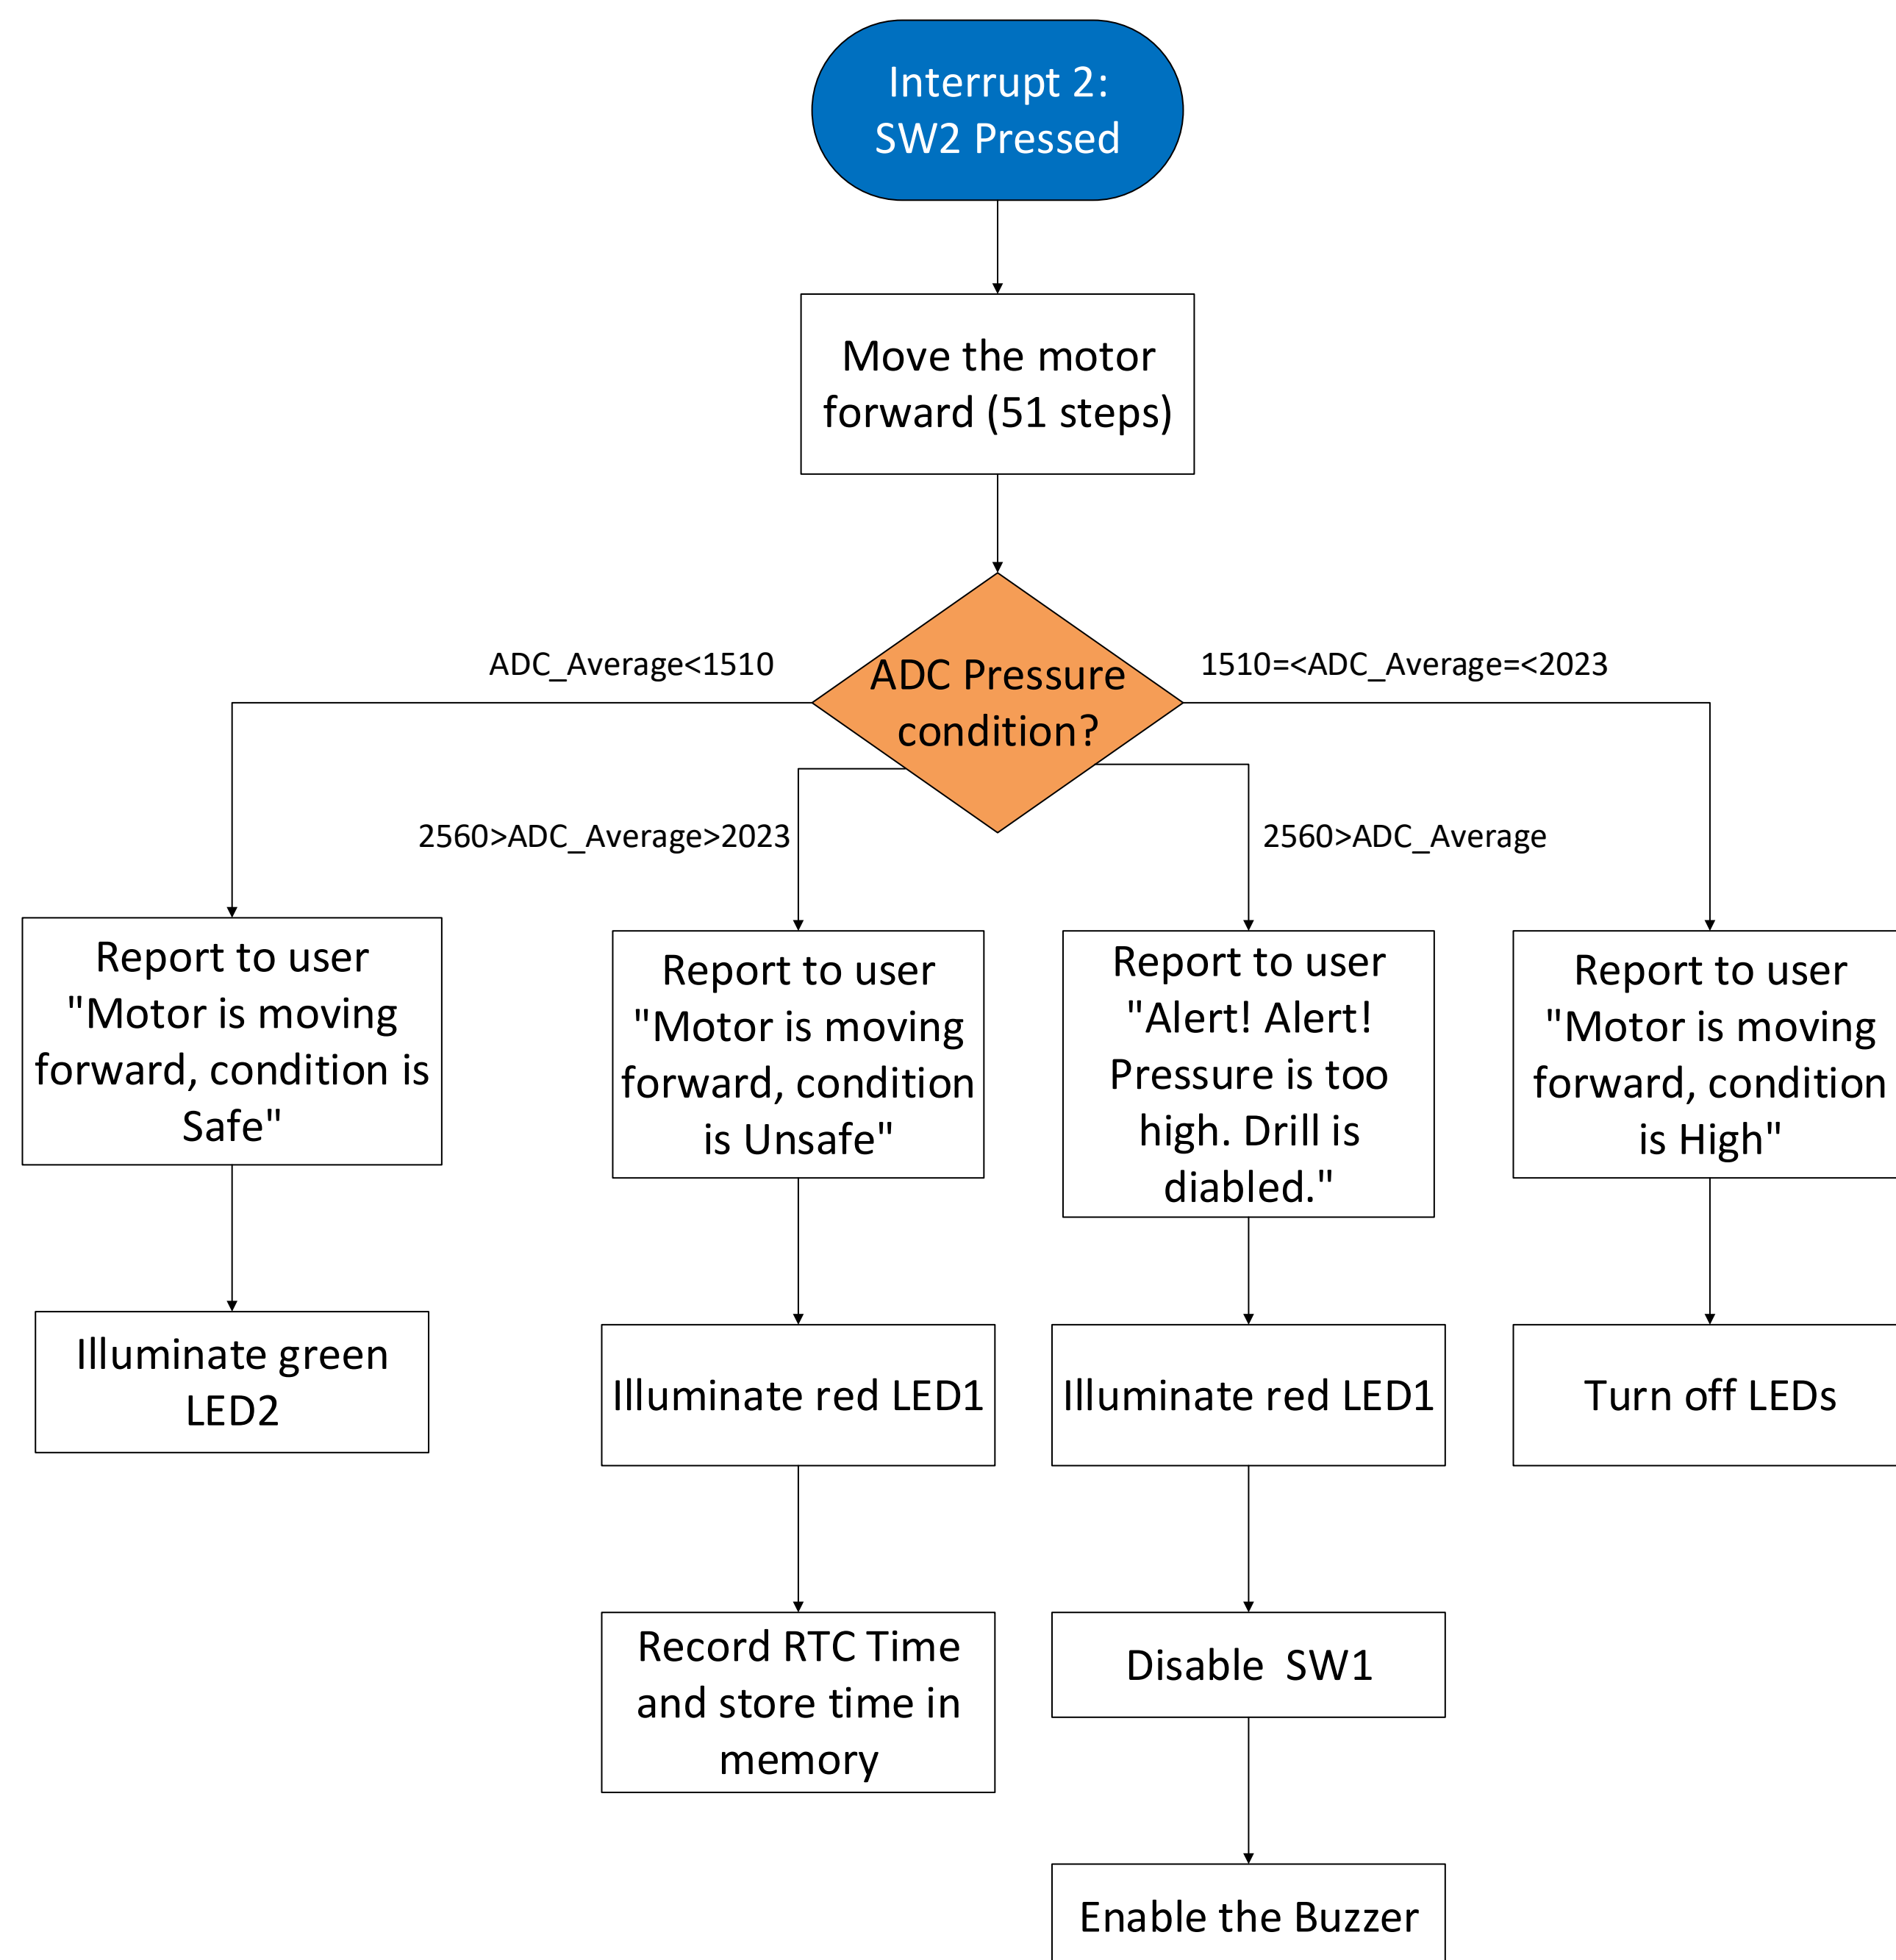 Interrupt 2:
SW2 Pressed
Move the motor
forward (51 steps)
ADC Pressure
condition?
ADC_Average<1510
1510=<ADC_Average=<2023
2560>ADC_Average>2023
2560>ADC_Average
Report to user
"Motor is moving
forward, condition is
Safe"
Report to user
"Motor is moving
forward, condition
is Unsafe"
Report to user
"Alert! Alert!
Pressure is too
high. Drill is
diabled."
Report to user
"Motor is moving
forward, condition
is High"
Illuminate green
LED2
Illuminate red LED1
Illuminate red LED1
Turn off LEDs
Record RTC Time
and store time in
memory
Disable  SW1
Enable the Buzzer